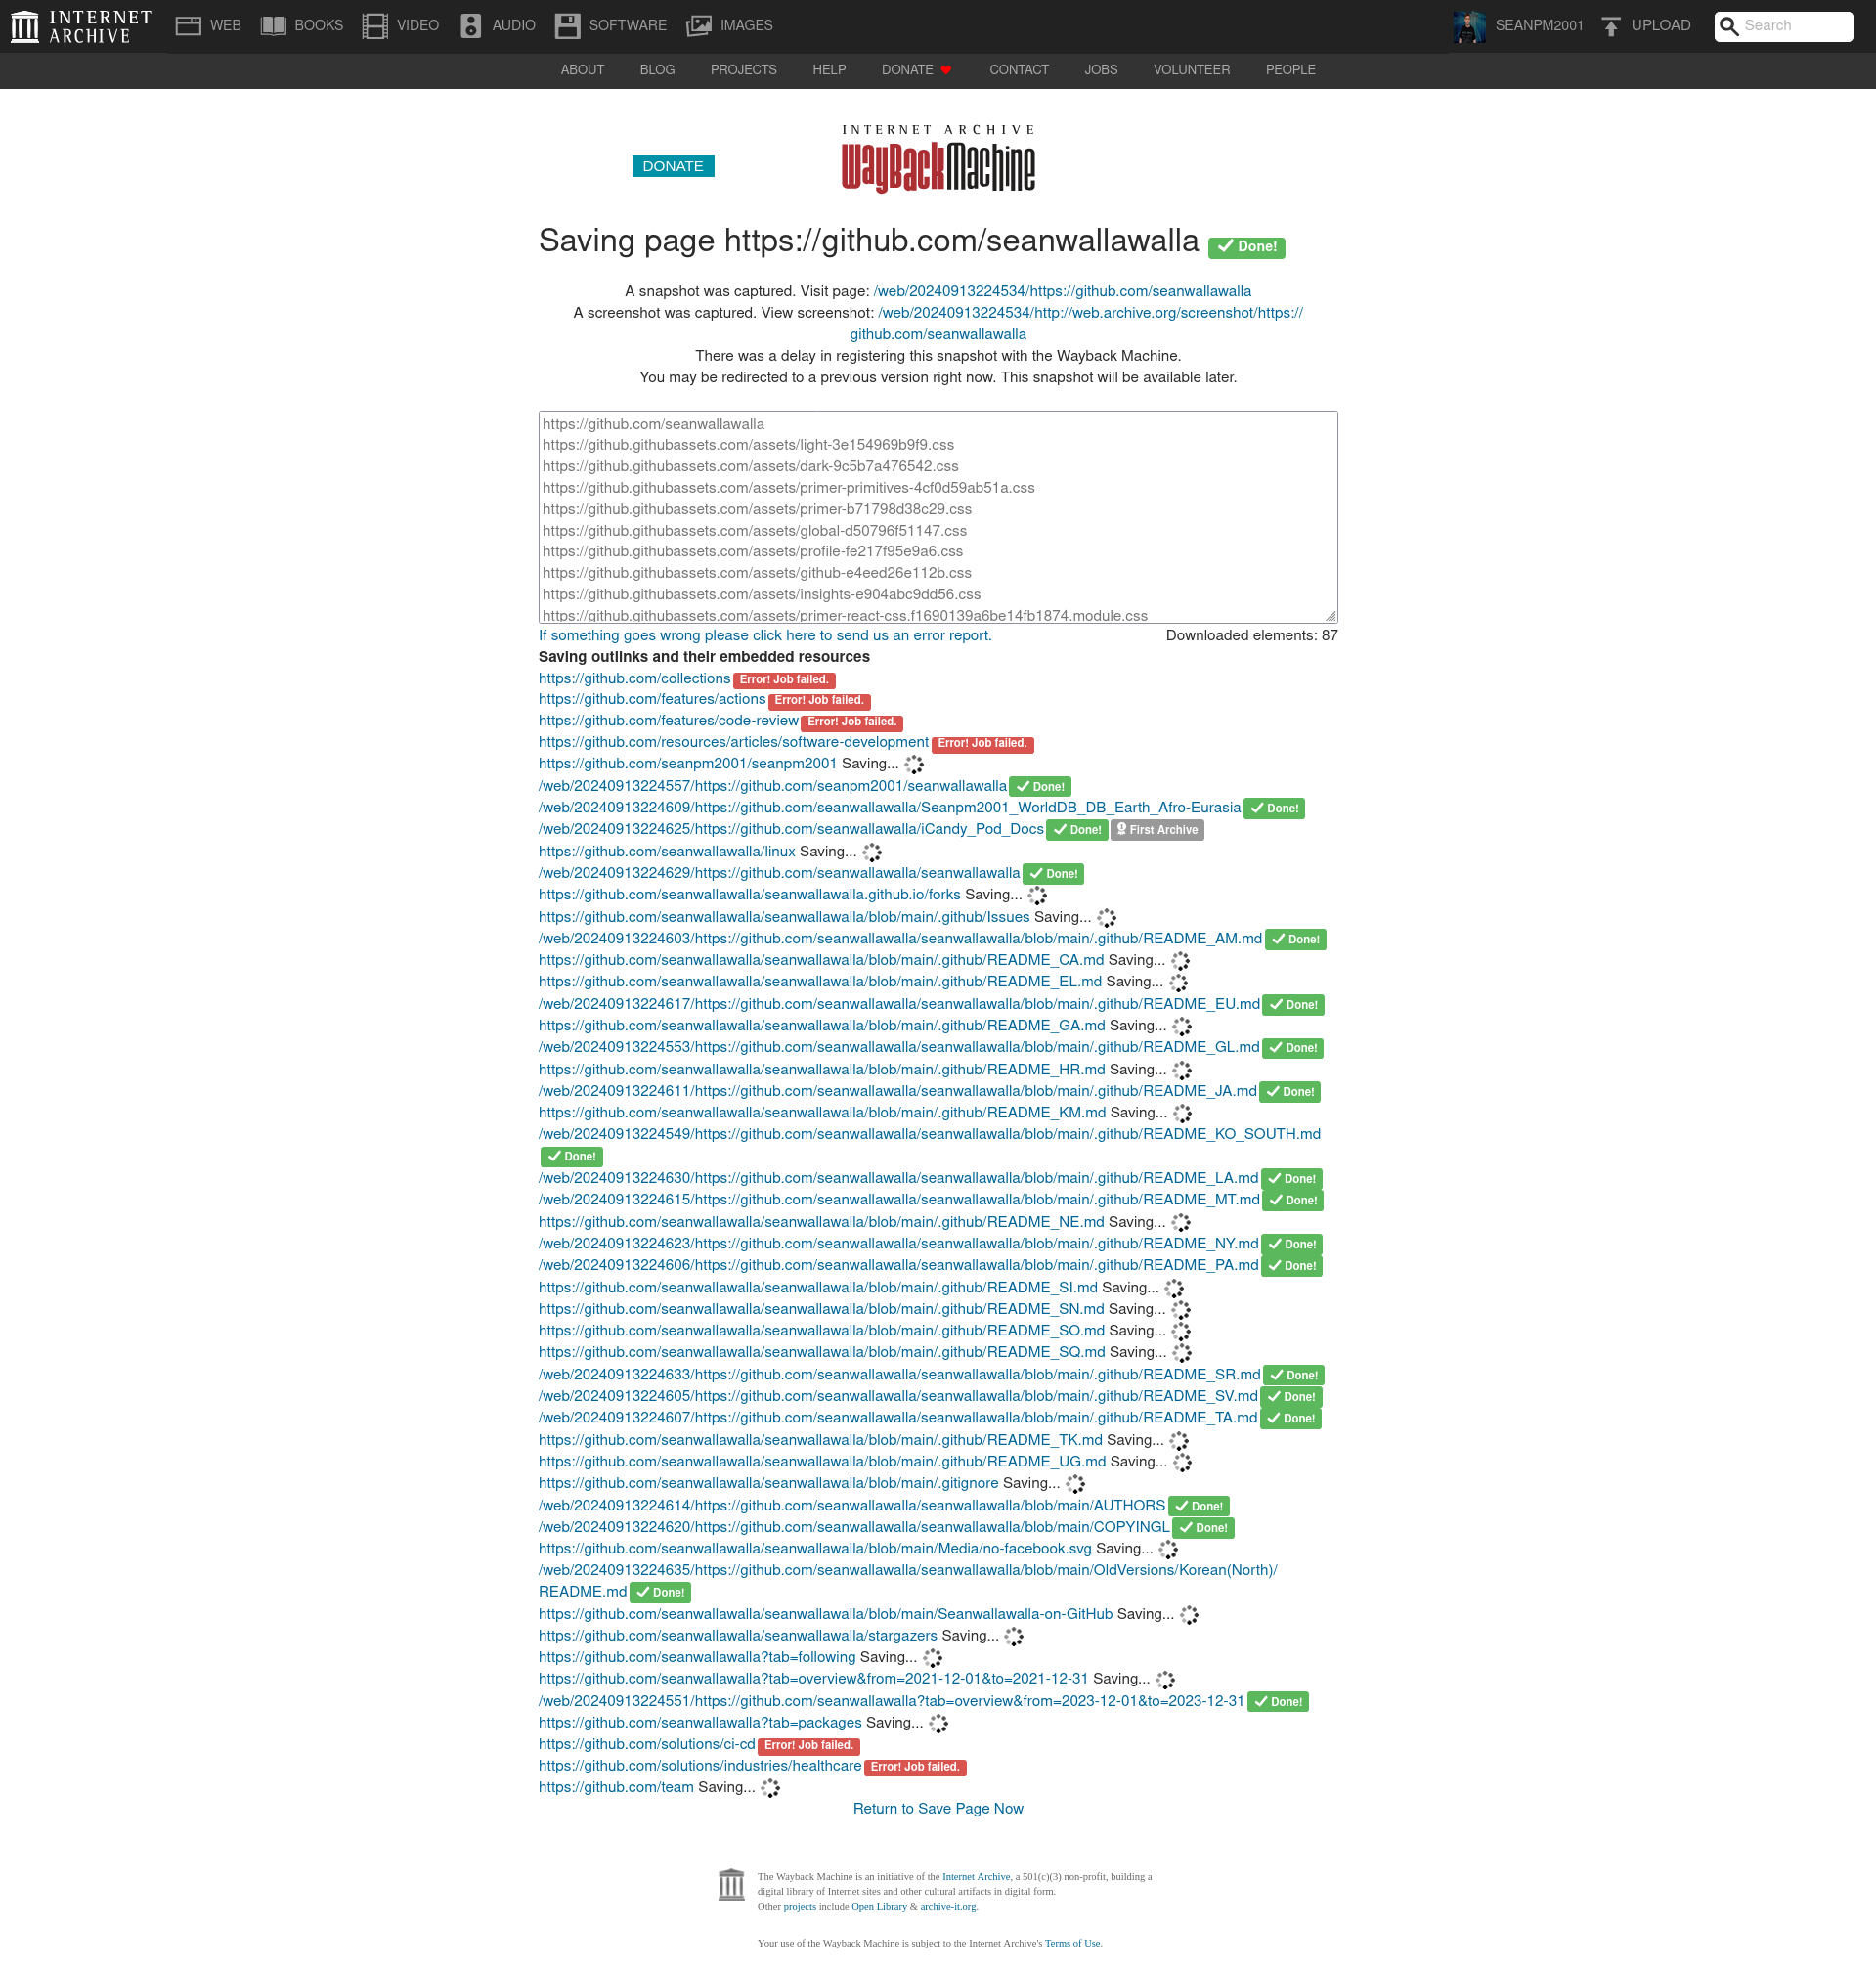 INTERNET ARCHIVE
WEB BOOKS VIDEO AUDIO SOFTWARE IMAGES SEANPM2001 UPLOAD Search
ABOUT BLOG PROJECTS HELP DONATE CONTACT JOBS VOLUNTEER PEOPLE
INTERNET ARCHIVE
DONATE WayBackMachine
Saving page https://github.com/seanwallawalla Done!
A snapshot was captured. Visit page: /web/20240913224534/https://github.com/seanwallawalla
A screenshot was captured. View screenshot: /web/20240913224534/http://web.archive.org/screenshot/https://
github.com/seanwallawalla
There was a delay in registering this snapshot with the Wayback Machine.
You may be redirected to a previous version right now. This snapshot will be available later.
https://github.com/seanwallawalla
https://github.githubassets.com/assets/light-3e154969b9f9.css
https://github.githubassets.com/assets/dark-9c5b7a476542.css
https://github.githubassets.com/assets/primer-primitives-4cf0d59ab51a.css
https://github.githubassets.com/assets/primer-b71798d38c29.css
https://github.githubassets.com/assets/global-d50796f51147.css
https://github.githubassets.com/assets/profile-fe217f95e9a6.css
https://github.githubassets.com/assets/github-e4eed26e112b.css
https://github.githubassets.com/assets/insights-e904abc9dd56.css
https://github.githubassets.com/assets/primer-react-css.f1690139a6be14fb1874.module.css
If something goes wrong please click here to send us an error report. Downloaded elements: 87
Saving outlinks and their embedded resources
https://github.com/collections Error! Job failed.
https://github.com/features/actions Error! Job failed.
https://github.com/features/code-review Error! Job failed.
https://github.com/resources/articles/software-development Error! Job failed.
https://github.com/seanpm2001/seanpm2001 Saving...
/web/20240913224557/https://github.com/seanpm2001/seanwallawalla Done!
/web/20240913224609/https://github.com/seanwallawalla/Seanpm2001_WorldDB_DB_Earth_Afro-Eurasia Done!
/web/20240913224625/https://github.com/seanwallawalla/iCandy_Pod_Docs Done! First Archive
https://github.com/seanwallawalla/linux Saving...
/web/20240913224629/https://github.com/seanwallawalla/seanwallawalla Done!
https://github.com/seanwallawalla/seanwallawalla.github.io/forks Saving...
https://github.com/seanwallawalla/seanwallawalla/blob/main/.github/Issues Saving...
/web/20240913224603/https://github.com/seanwallawalla/seanwallawalla/blob/main/.github/README_AM.md Done!
https://github.com/seanwallawalla/seanwallawalla/blob/main/.github/README_CA.md Saving...
https://github.com/seanwallawalla/seanwallawalla/blob/main/.github/README_EL.md Saving...
/web/20240913224617/https://github.com/seanwallawalla/seanwallawalla/blob/main/.github/README_EU.md Done!
https://github.com/seanwallawalla/seanwallawalla/blob/main/.github/README_GA.md Saving...
/web/20240913224553/https://github.com/seanwallawalla/seanwallawalla/blob/main/.github/README_GL.md Done!
https://github.com/seanwallawalla/seanwallawalla/blob/main/.github/README_HR.md Saving...
/web/20240913224611/https://github.com/seanwallawalla/seanwallawalla/blob/main/.github/README_JA.md Done!
https://github.com/seanwallawalla/seanwallawalla/blob/main/.github/README_KM.md Saving...
/web/20240913224549/https://github.com/seanwallawalla/seanwallawalla/blob/main/.github/README_KO_SOUTH.md
Done!
/web/20240913224630/https://github.com/seanwallawalla/seanwallawalla/blob/main/.github/README_LA.md Done!
/web/20240913224615/https://github.com/seanwallawalla/seanwallawalla/blob/main/.github/README_MT.md Done!
https://github.com/seanwallawalla/seanwallawalla/blob/main/.github/README_NE.md Saving...
/web/20240913224623/https://github.com/seanwallawalla/seanwallawalla/blob/main/.github/README_NY.md Done!
/web/20240913224606/https://github.com/seanwallawalla/seanwallawalla/blob/main/.github/README_PA.md Done!
https://github.com/seanwallawalla/seanwallawalla/blob/main/.github/README_SI.md Saving...
https://github.com/seanwallawalla/seanwallawalla/blob/main/.github/README_SN.md Saving...
https://github.com/seanwallawalla/seanwallawalla/blob/main/.github/README_SO.md Saving...
https://github.com/seanwallawalla/seanwallawalla/blob/main/.github/README_SQ.md Saving...
/web/20240913224633/https://github.com/seanwallawalla/seanwallawalla/blob/main/.github/README_SR.md Done!
/web/20240913224605/https://github.com/seanwallawalla/seanwallawalla/blob/main/.github/README_SV.md Done!
/web/20240913224607/https://github.com/seanwallawalla/seanwallawalla/blob/main/.github/README_TA.md Done!
https://github.com/seanwallawalla/seanwallawalla/blob/main/.github/README_TK.md Saving...
https://github.com/seanwallawalla/seanwallawalla/blob/main/.github/README_UG.md Saving...
https://github.com/seanwallawalla/seanwallawalla/blob/main/.gitignore Saving...
/web/20240913224614/https://github.com/seanwallawalla/seanwallawalla/blob/main/AUTHORS Done!
/web/20240913224620/https://github.com/seanwallawalla/seanwallawalla/blob/main/COPYINGL Done!
https://github.com/seanwallawalla/seanwallawalla/blob/main/Media/no-facebook.svg Saving...
/web/20240913224635/https://github.com/seanwallawalla/seanwallawalla/blob/main/OldVersions/Korean(North)/
README.md Done!
https://github.com/seanwallawalla/seanwallawalla/blob/main/Seanwallawalla-on-GitHub Saving...
https://github.com/seanwallawalla/seanwallawalla/stargazers Saving...
https://github.com/seanwallawalla?tab=following Saving...
https://github.com/seanwallawalla?tab=overview&from=2021-12-01&to=2021-12-31 Saving...
/web/20240913224551/https://github.com/seanwallawalla?tab=overview&from=2023-12-01&to=2023-12-31 Done!
https://github.com/seanwallawalla?tab=packages Saving...
https://github.com/solutions/ci-cd Error! Job failed.
https://github.com/solutions/industries/healthcare Error! Job failed.
https://github.com/team Saving...
Return to Save Page Now
The Wayback Machine is an initiative of the Internet Archive, a 501(c)(3) non-profit, building a
digital library of Internet sites and other cultural artifacts in digital form.
Other projects include Open Library & archive-it.org.
Your use of the Wayback Machine is subject to the Internet Archive's Terms of Use.